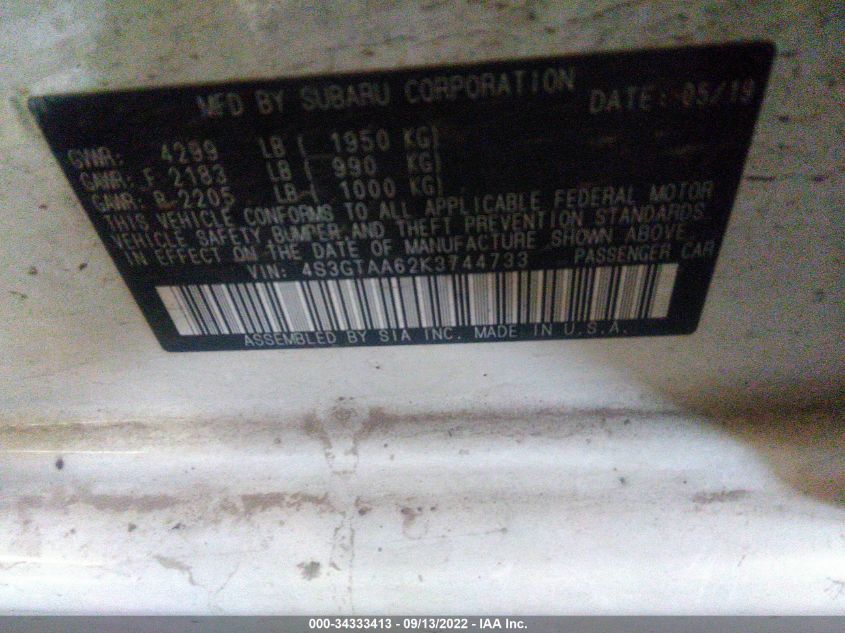 MFD BY SUBARU CORPORATION DATE: 05/19
GVWR: 4299 LB ( 1950 KG)
GAWR: F 2183 LB ( 990 KG)
GAWR: R 2205 LB ( 1000 KG)
THIS VEHICLE CONFORMS TO ALL APPLICABLE FEDERAL MOTOR
VEHICLE SAFETY, BUMPER AND THEFT PREVENTION STANDARDS
IN EFFECT ON THE DATE OF MANUFACTURE SHOWN ABOVE.
VIN: 4S3GTAA62K3744733 PASSENGER CAR
ASSEMBLED BY SIA INC. MADE IN U.S.A.
000-34333413 - 09/13/2022 - IAA Inc.